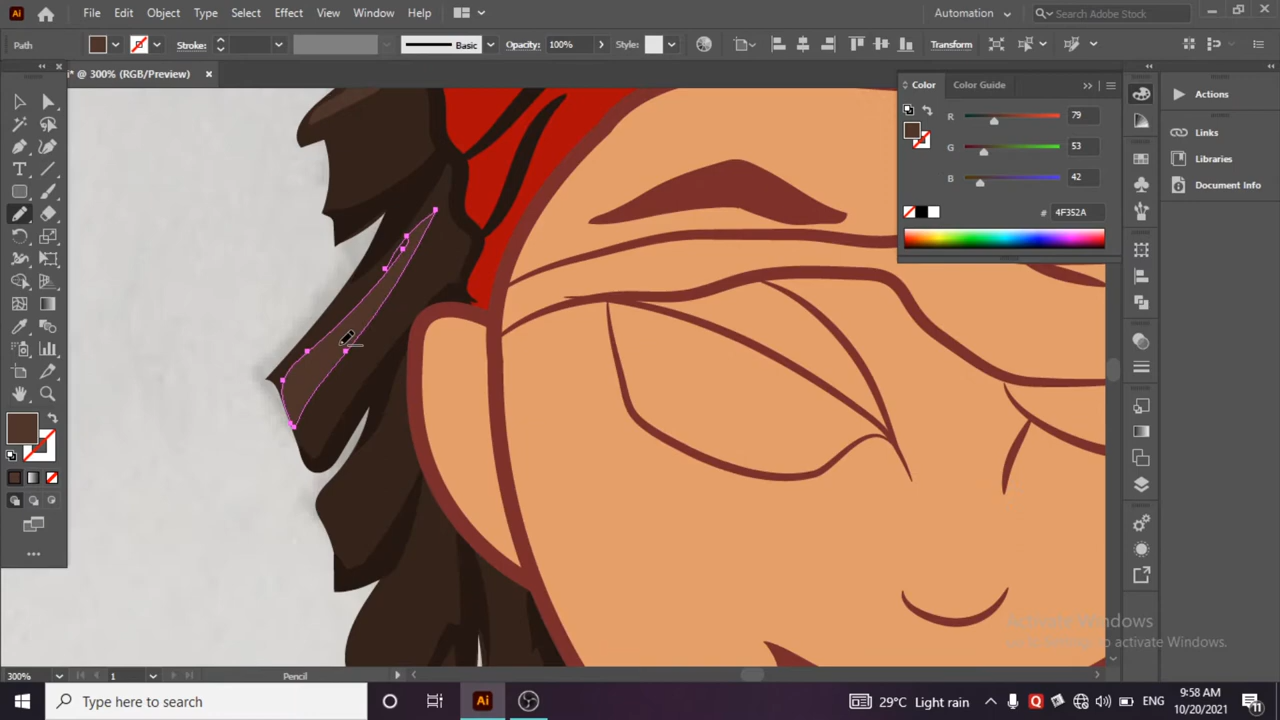 Ai File Edit Object Type Select Effect View Window Help Automation Search Adobe Stock
Path Stroke: Basic Opacity: 100% Style: Transform
i* @ 300% (RGB/Preview) ×
Color Color Guide
R 79
G 53
B 42
# 4F352A
Actions
Links
Libraries
Document Info
Activate Windows
to activate Windows.
300% 1 Pencil
Type here to search Ai 29°C Light rain ENG 9:58 AM
10/20/2021